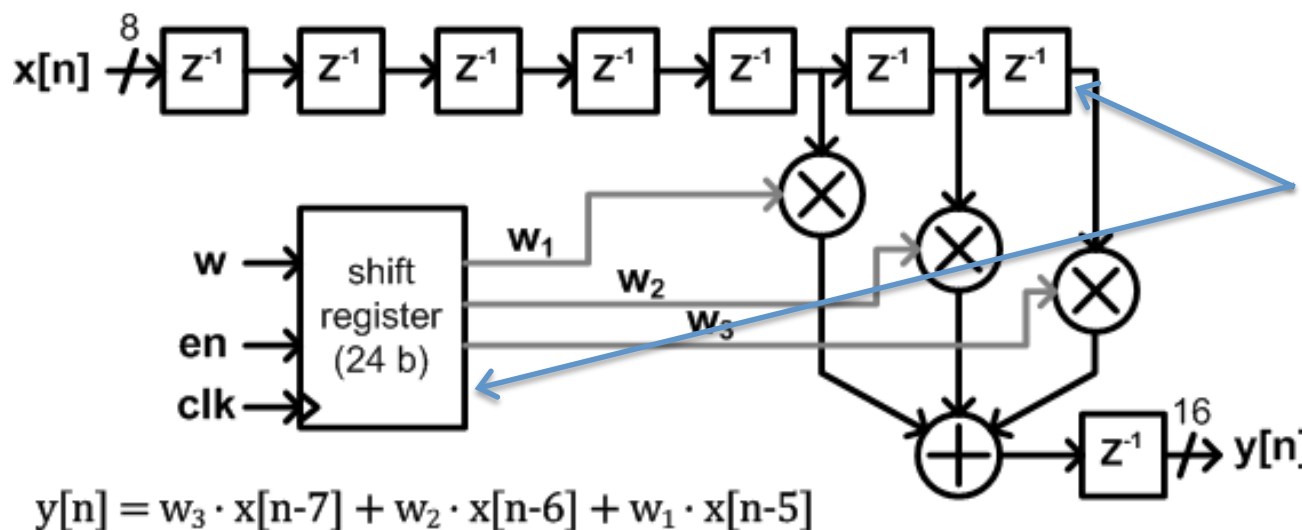 8
x[n] z⁻¹ z⁻¹ z⁻¹ z⁻¹ z⁻¹ z⁻¹ z⁻¹
w
en
clk
shift
register
(24 b)
w₁
w₂
w₃
z⁻¹
16
y[n]
y[n] = w₃ · x[n-7] + w₂ · x[n-6] + w₁ · x[n-5]